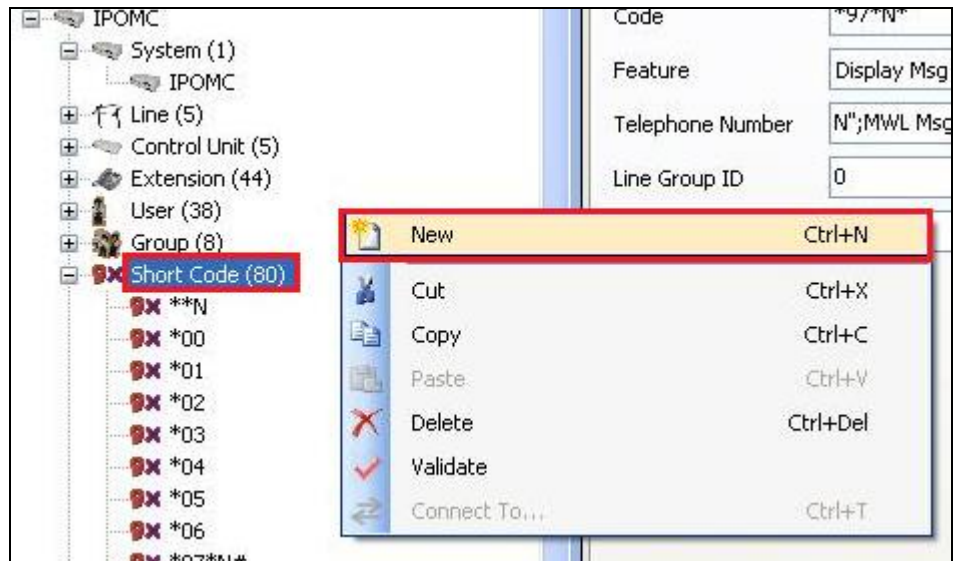 IPOMC
System (1)
IPOMC
Line (5)
Control Unit (5)
Extension (44)
User (38)
Group (8)
Short Code (80)
**N
*00
*01
*02
*03
*04
*05
*06
*97*N#
Code *97*N*
Feature Display Msg
Telephone Number N";MWL Msg
Line Group ID 0
New Ctrl+N
Cut Ctrl+X
Copy Ctrl+C
Paste Ctrl+V
Delete Ctrl+Del
Validate
Connect To... Ctrl+T